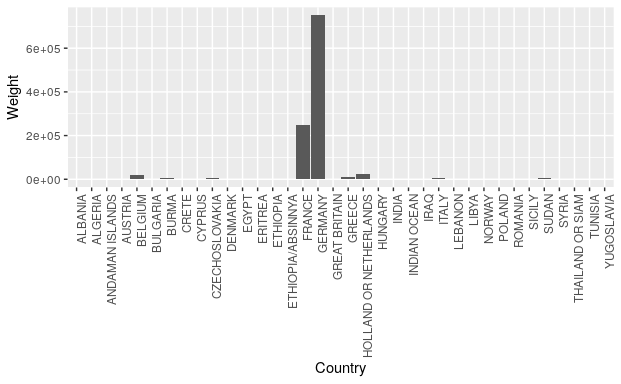 Weight
6e+05
4e+05
2e+05
0e+00
ALBANIA
ALGERIA
ANDAMAN ISLANDS
AUSTRIA
BELGIUM
BULGARIA
BURMA
CRETE
CYPRUS
CZECHOSLOVAKIA
DENMARK
EGYPT
ERITREA
ETHIOPIA
ETHIOPIA/ABSINNYA
FRANCE
GERMANY
GREAT BRITAIN
GREECE
HOLLAND OR NETHERLANDS
HUNGARY
INDIA
INDIAN OCEAN
IRAQ
ITALY
LEBANON
LIBYA
NORWAY
POLAND
ROMANIA
SICILY
SUDAN
SYRIA
THAILAND OR SIAM
TUNISIA
YUGOSLAVIA
Country